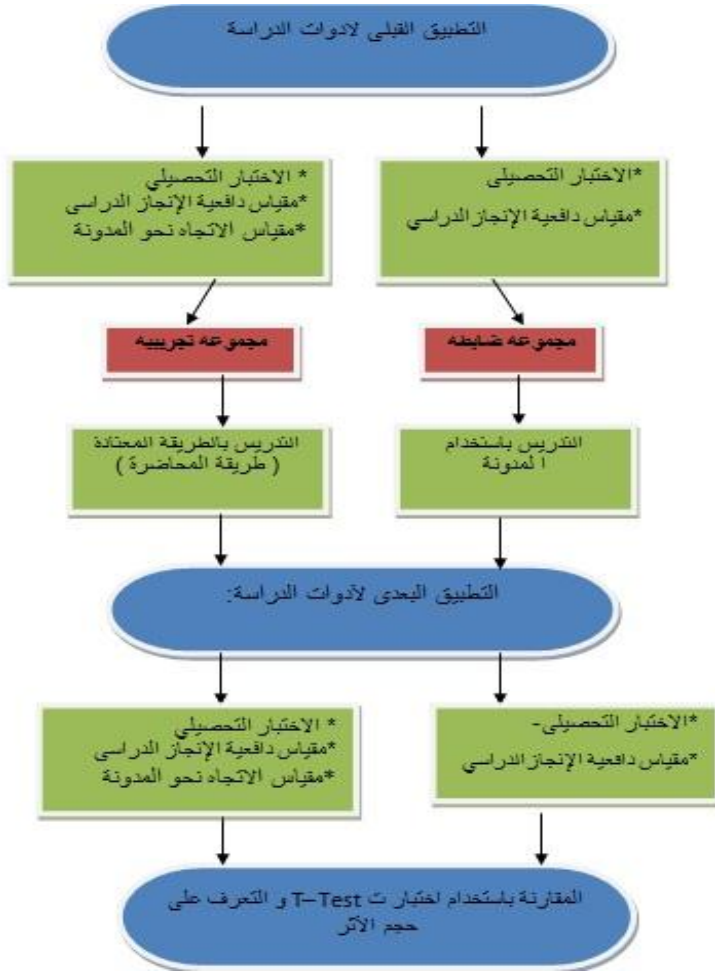 التطبيق القبلى لادوات الدراسة
*الاختبار التحصيلى
*مقياس دافعية الإنجاز الدراسي
* الاختبار التحصيلي
*مقياس دافعية الإنجاز الدراسى
*مقياس الاتجاه نحو المدونة
مجموعه ضابطه
مجموعه تجريبيه
التدريس باستخدام
ا لمدونة
التدريس بالطريقة المعتادة
( طريقة المحاضرة )
التطبيق البعدى لآدوات الدراسة:
*الاختبار التحصيلى-
*مقياس دافعية الإنجاز الدراسي
* الاختبار التحصيلي
*مقياس دافعية الإنجاز الدراسى
*مقياس الاتجاه نحو المدونة
المقارنة باستخدام اختبار ت T–Test و التعرف على
حجم الأثر